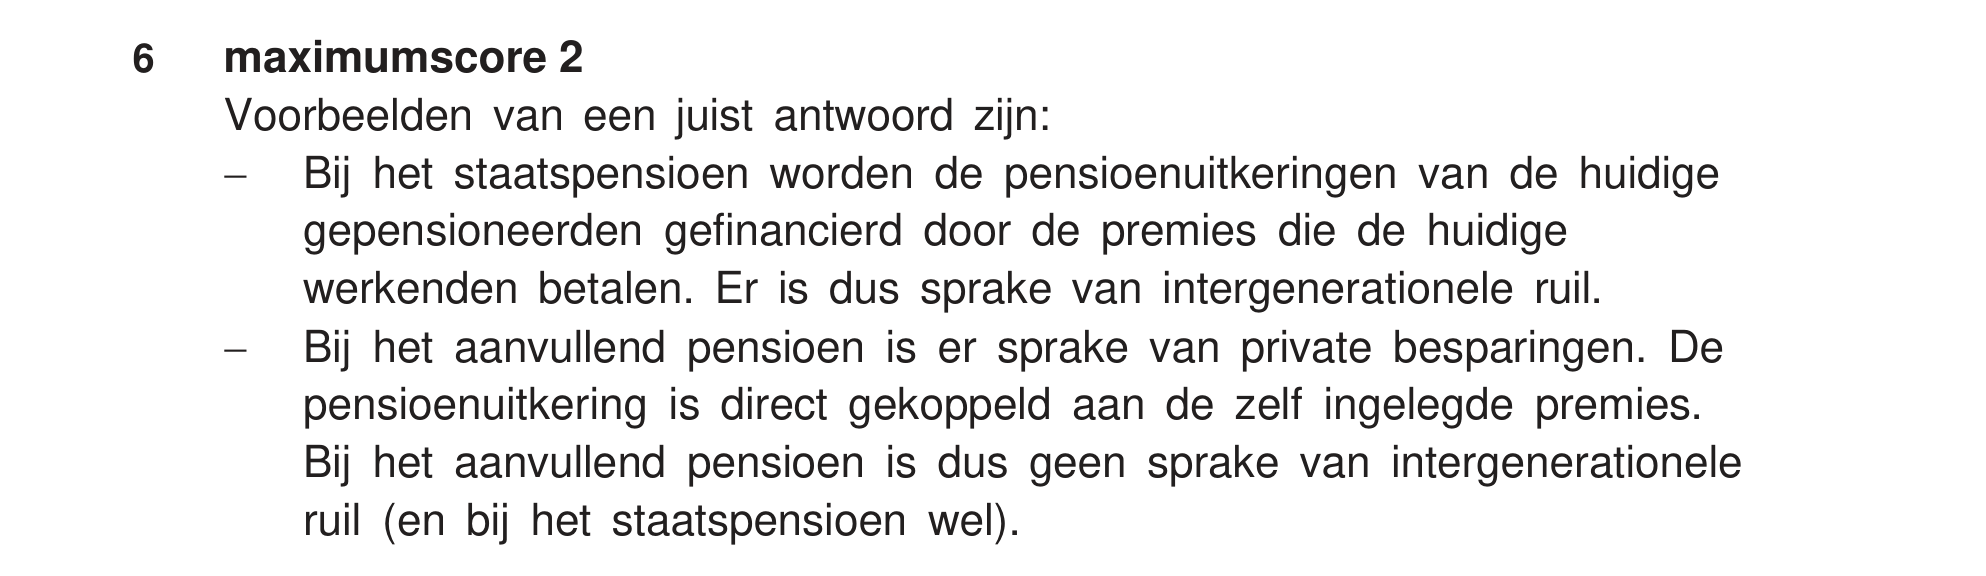 6 maximumscore 2
Voorbeelden van een juist antwoord zijn:
− Bij het staatspensioen worden de pensioenuitkeringen van de huidige
gepensioneerden gefinancierd door de premies die de huidige
werkenden betalen. Er is dus sprake van intergenerationele ruil.
− Bij het aanvullend pensioen is er sprake van private besparingen. De
pensioenuitkering is direct gekoppeld aan de zelf ingelegde premies.
Bij het aanvullend pensioen is dus geen sprake van intergenerationele
ruil (en bij het staatspensioen wel).